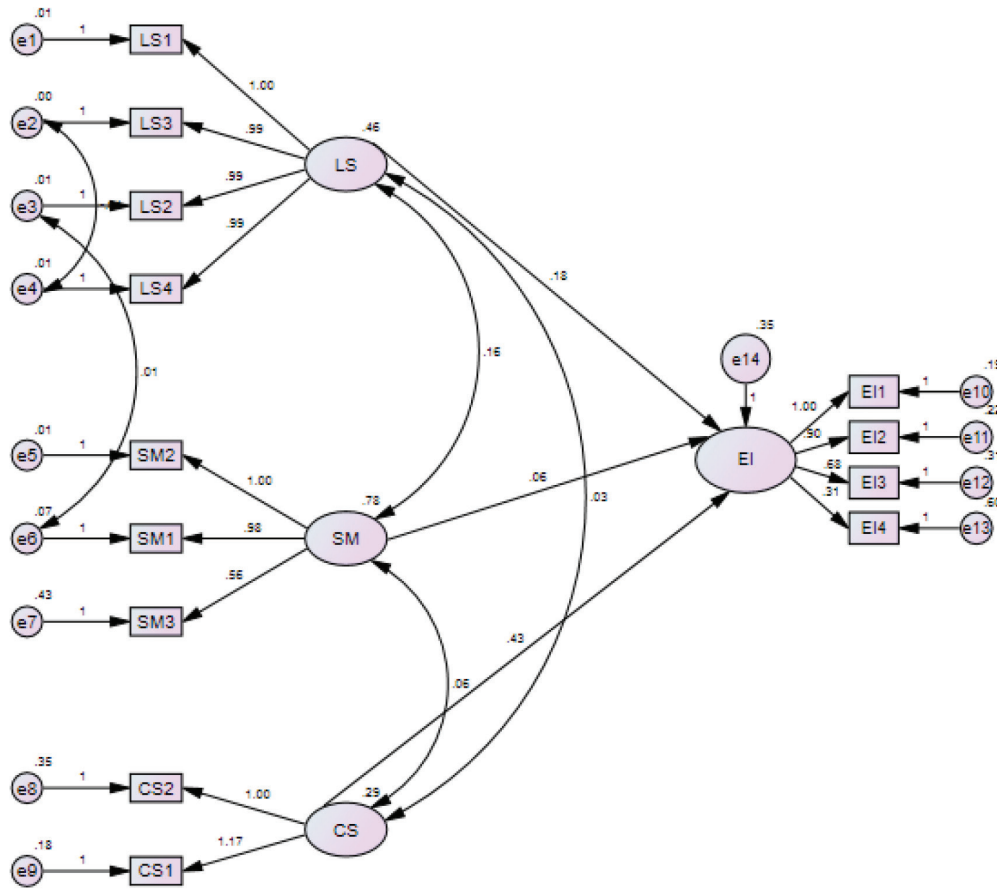 .01
e1 1 LS1
1.00
.00
e2 1 LS3
.99
.46
LS
.01
e3 1 LS2
.99
.01
e4 1 LS4
.99
.18
.16
.35
e14
1
.01
.19
1.00 EI1 1 e10
.22
.90 EI2 1 e11
.01
e5 1 SM2
EI
.31
.68 EI3 1 e12
1.00
.06
.03
.31
.60
EI4 1 e13
.07
e6 1 SM1
.98
.78
SM
.43
e7 1 SM3
.56
.43
.06
.35
e8 1 CS2
1.00
.29
CS
.18
e9 1 CS1
1.17